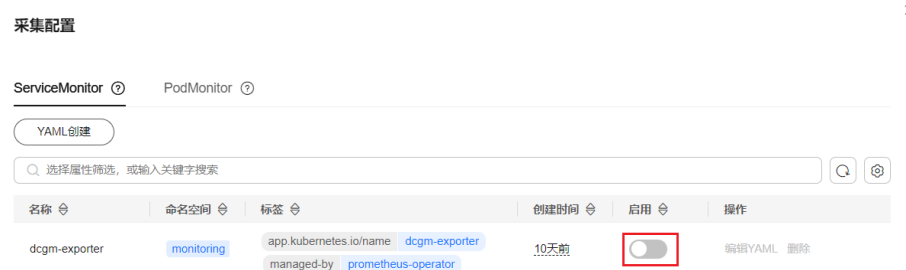 采集配置
ServiceMonitor ? PodMonitor ?
YAML创建
选择属性筛选，或输入关键字搜索
名称 命名空间 标签 创建时间 启用 操作
app.kubernetes.io/name dcgm-exporter
dcgm-exporter monitoring 10天前 编辑YAML 删除
managed-by prometheus-operator